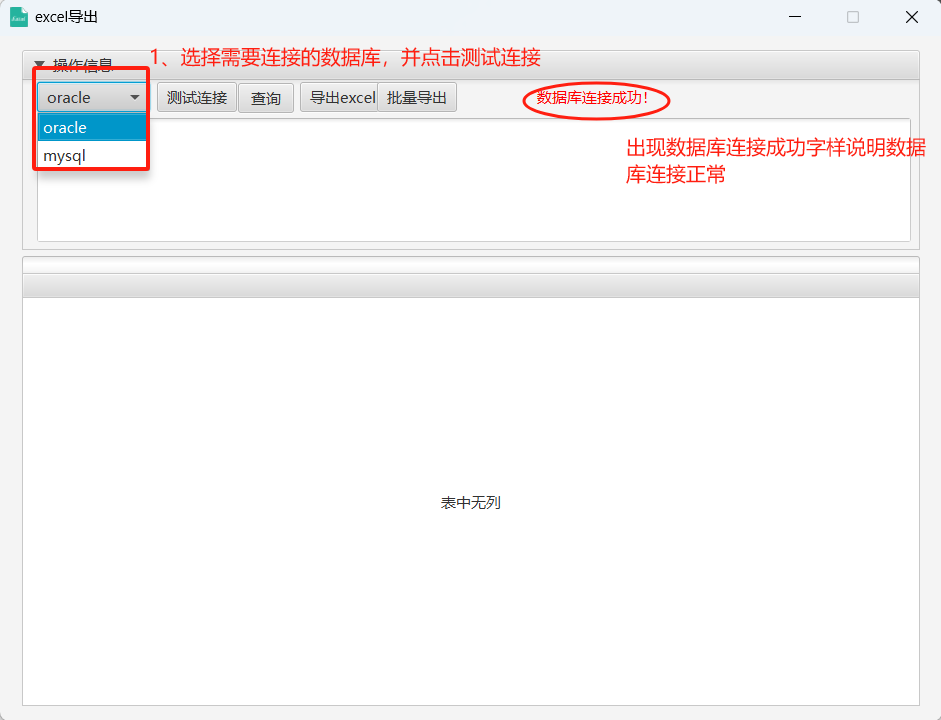 excel导出
1、选择需要连接的数据库，并点击测试连接
操作信息
oracle
测试连接
查询
导出excel
批量导出
数据库连接成功！
oracle
mysql
出现数据库连接成功字样说明数据
库连接正常
表中无列